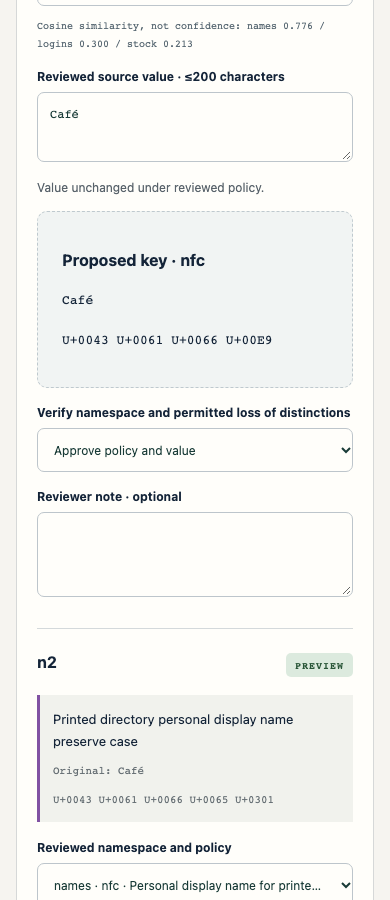 Cosine similarity, not confidence: names 0.776 /
logins 0.300 / stock 0.213
Reviewed source value · ≤200 characters
Café
Value unchanged under reviewed policy.
Proposed key · nfc
Café
U+0043 U+0061 U+0066 U+00E9
Verify namespace and permitted loss of distinctions
Approve policy and value
Reviewer note · optional
n2
PREVIEW
Printed directory personal display name
preserve case
Original: Café
U+0043 U+0061 U+0066 U+0065 U+0301
Reviewed namespace and policy
names · nfc · Personal display name for printe...